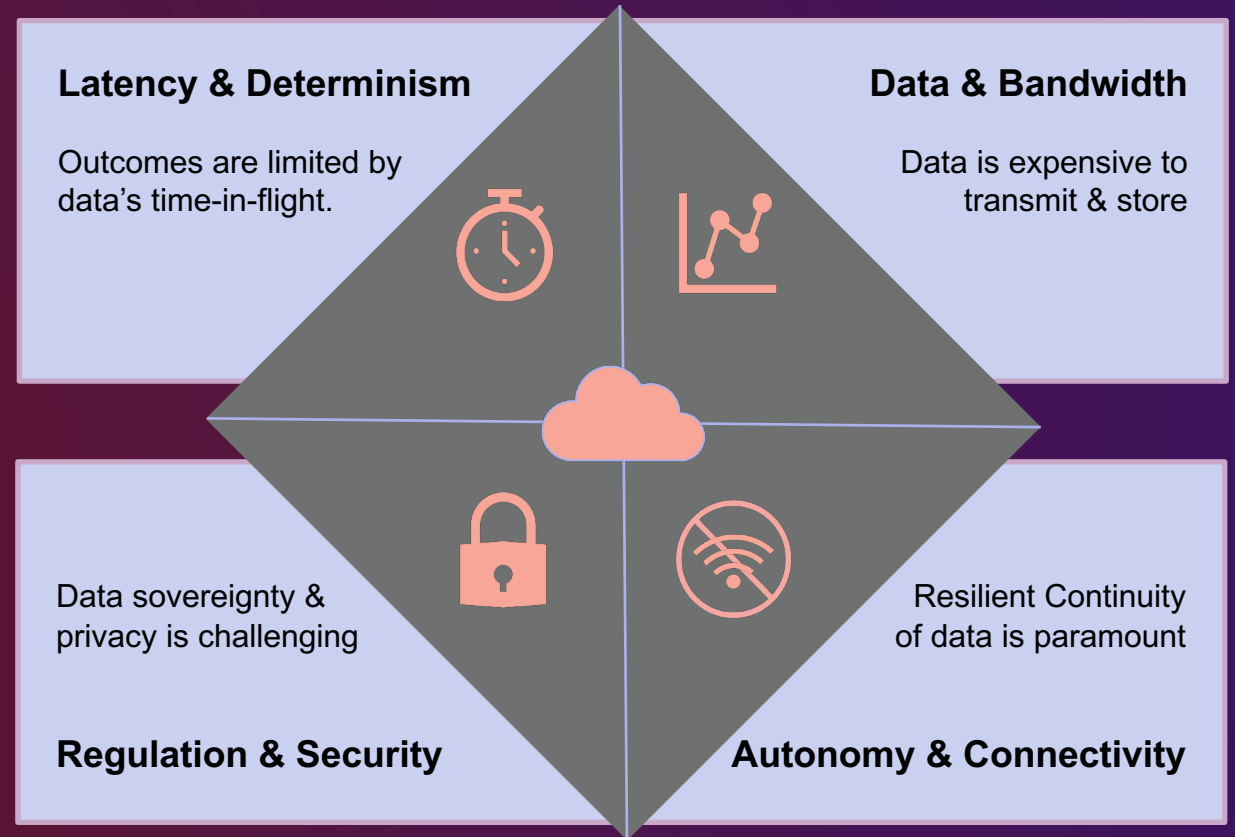 Latency & Determinism
Outcomes are limited by
data’s time-in-flight.
Data & Bandwidth
Data is expensive to
transmit & store
Data sovereignty &
privacy is challenging
Regulation & Security
Resilient Continuity
of data is paramount
Autonomy & Connectivity